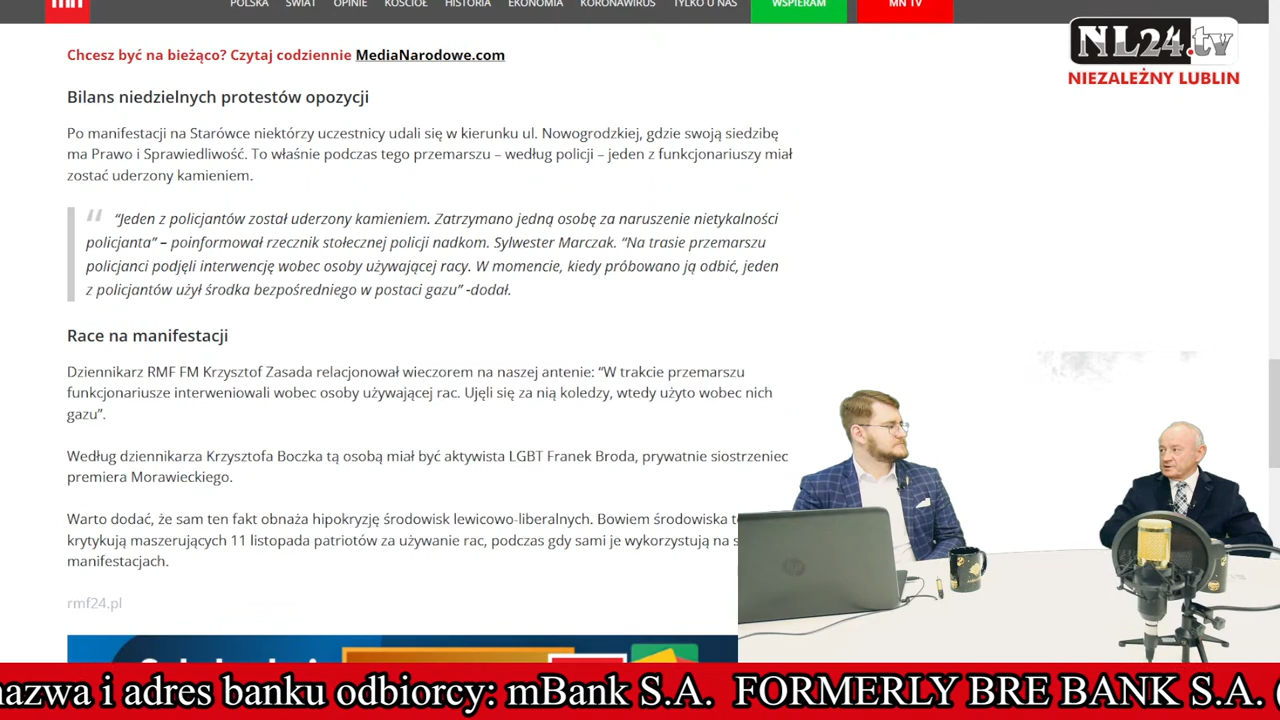 mn POLSKA ŚWIAT OPINIE KOŚCIÓŁ HISTORIA EKONOMIA KORONAWIRUS TYLKO U NAS WSPIERAM MN TV
NL24.tv
NIEZALEŻNY LUBLIN
Chcesz być na bieżąco? Czytaj codziennie MediaNarodowe.com
Bilans niedzielnych protestów opozycji
Po manifestacji na Starówce niektórzy uczestnicy udali się w kierunku ul. Nowogrodzkiej, gdzie swoją siedzibę
ma Prawo i Sprawiedliwość. To właśnie podczas tego przemarszu – według policji – jeden z funkcjonariuszy miał
zostać uderzony kamieniem.
“Jeden z policjantów został uderzony kamieniem. Zatrzymano jedną osobę za naruszenie nietykalności
policjanta” – poinformował rzecznik stołecznej policji nadkom. Sylwester Marczak. “Na trasie przemarszu
policjanci podjęli interwencję wobec osoby używającej racy. W momencie, kiedy próbowano ją odbić, jeden
z policjantów użył środka bezpośredniego w postaci gazu” -dodał.
Race na manifestacji
Dziennikarz RMF FM Krzysztof Zasada relacjonował wieczorem na naszej antenie: “W trakcie przemarszu
funkcjonariusze interweniowali wobec osoby używającej rac. Ujęli się za nią koledzy, wtedy użyto wobec nich
gazu”.
Według dziennikarza Krzysztofa Boczka tą osobą miał być aktywista LGBT Franek Broda, prywatnie siostrzeniec
premiera Morawieckiego.
Warto dodać, że sam ten fakt obnaża hipokryzję środowisk lewicowo-liberalnych. Bowiem środowiska
krytykują maszerujących 11 listopada patriotów za używanie rac, podczas gdy sami je wykorzystują na
manifestacjach.
rmf24.pl
nazwa i adres banku odbiorcy: mBank S.A. FORMERLY BRE BANK S.A. (